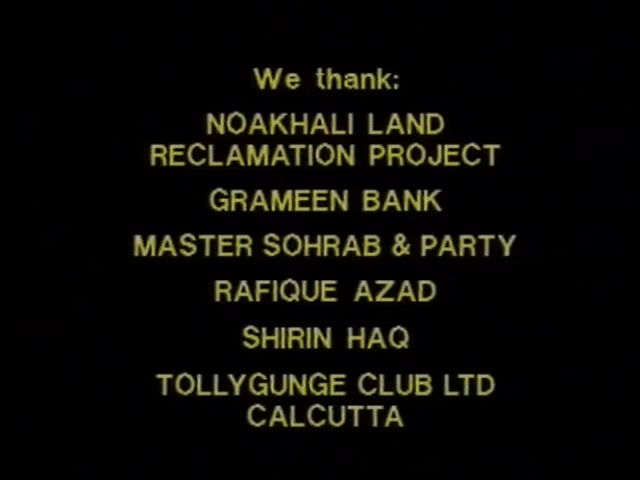 We thank:
NOAKHALI LAND
RECLAMATION PROJECT
GRAMEEN BANK
MASTER SOHRAB & PARTY
RAFIQUE AZAD
SHIRIN HAQ
TOLLYGUNGE CLUB LTD
CALCUTTA